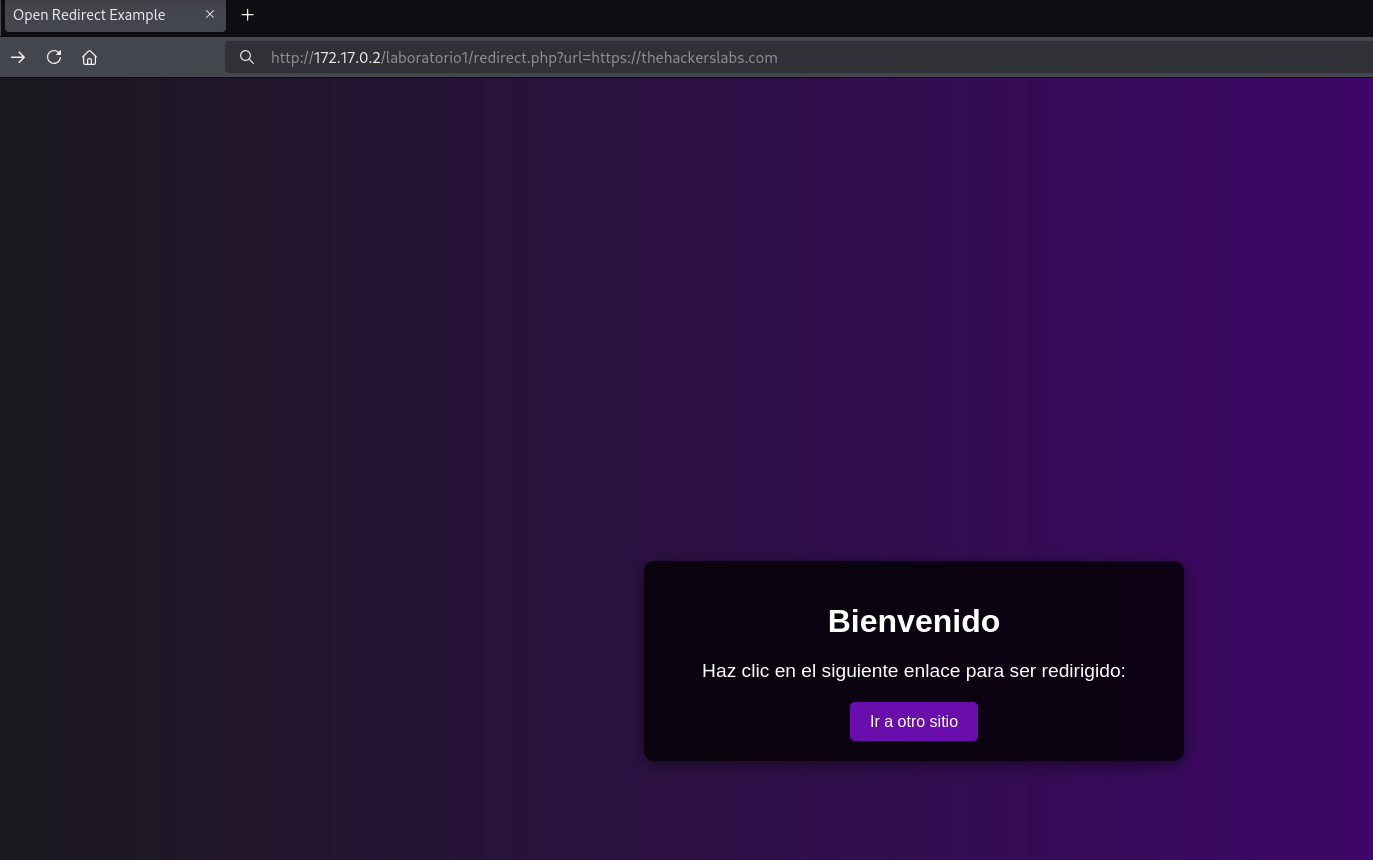 Open Redirect Example
http://172.17.0.2/laboratorio1/redirect.php?url=https://thehackerslabs.com
Bienvenido
Haz clic en el siguiente enlace para ser redirigido:
Ir a otro sitio